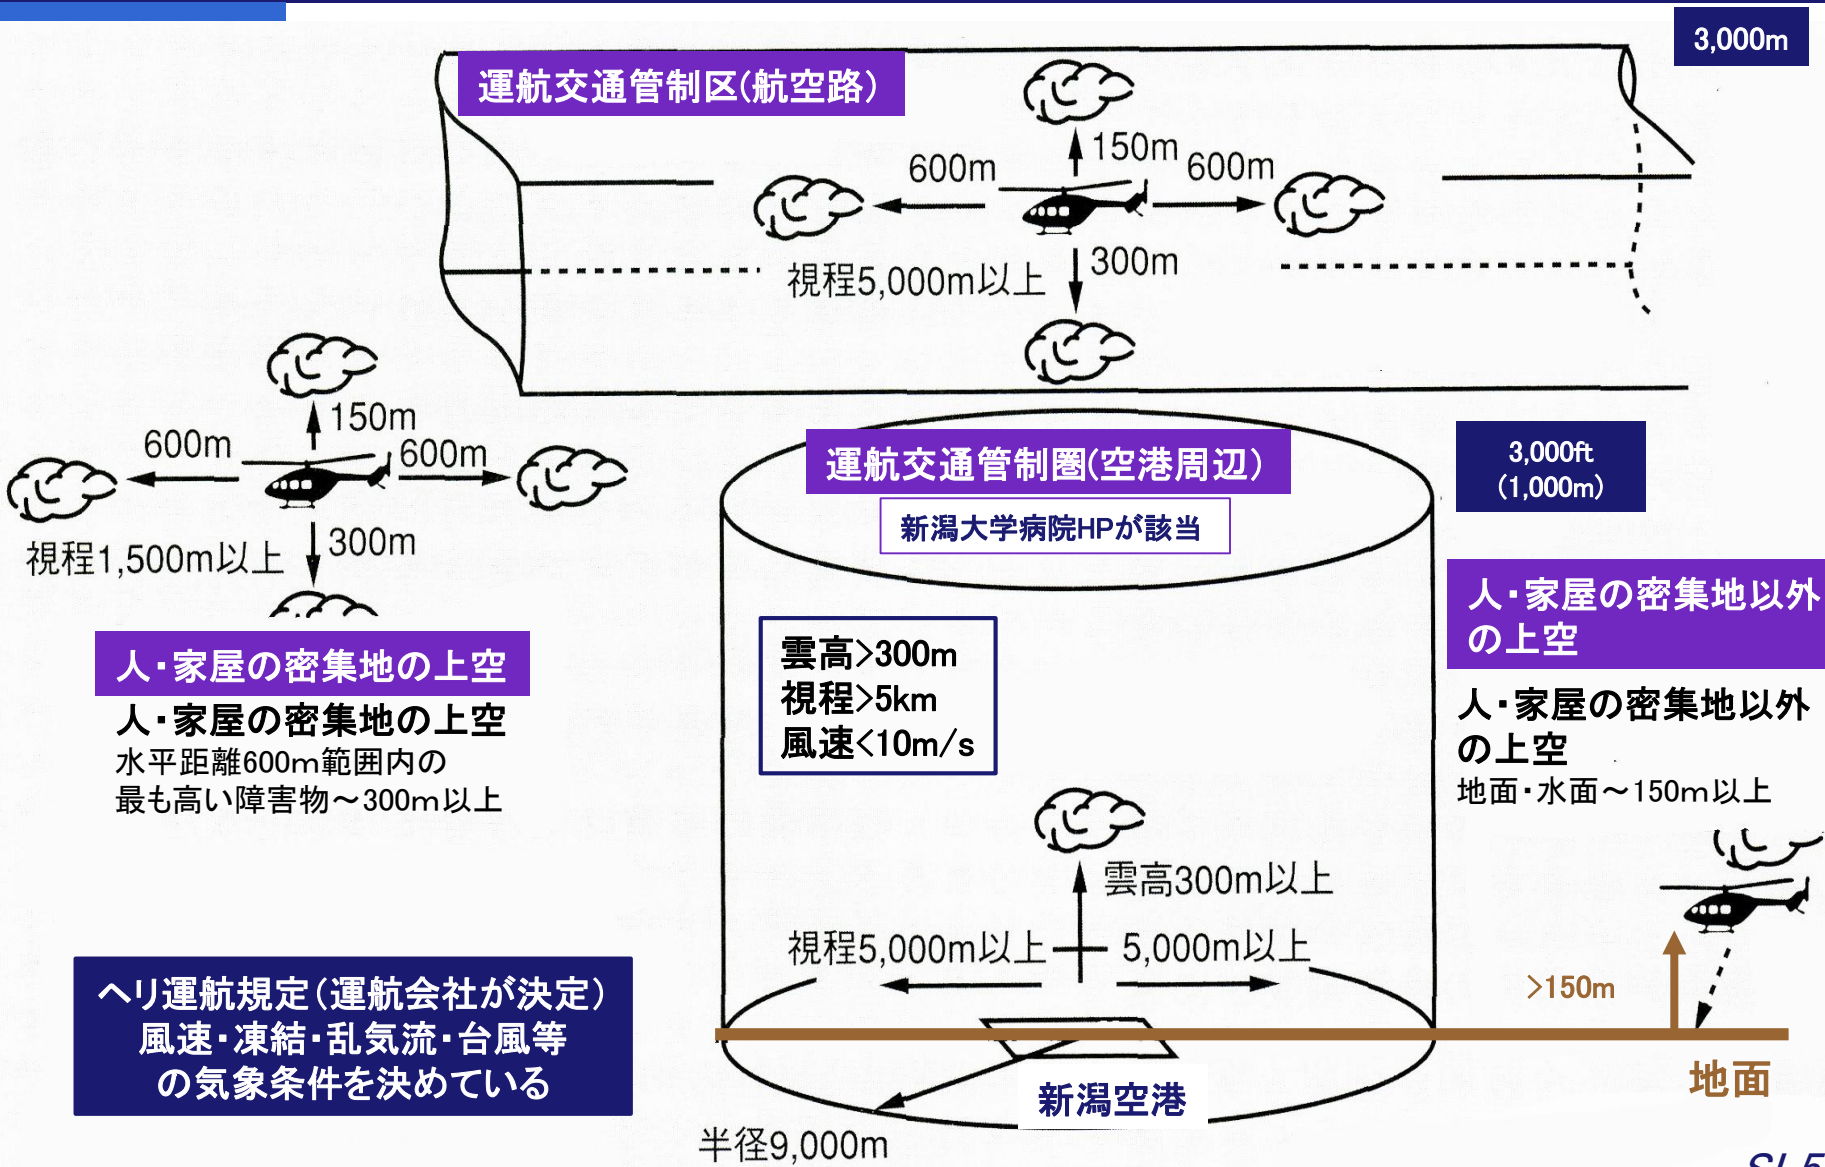 3,000m
運航交通管制区(航空路)
150m
600m
600m
300m
視程5,000m以上
150m
600m
600m
300m
視程1,500m以上
人・家屋の密集地の上空
人・家屋の密集地の上空
水平距離600m範囲内の
最も高い障害物～300m以上
運航交通管制圏(空港周辺)
新潟大学病院HPが該当
3,000ft
(1,000m)
雲高>300m
視程>5km
風速<10m/s
人・家屋の密集地以外
の上空
人・家屋の密集地以外
の上空
地面・水面～150m以上
雲高300m以上
視程5,000m以上
5,000m以上
>150m
地面
新潟空港
半径9,000m
ヘリ運航規定(運航会社が決定)
風速・凍結・乱気流・台風等
の気象条件を決めている